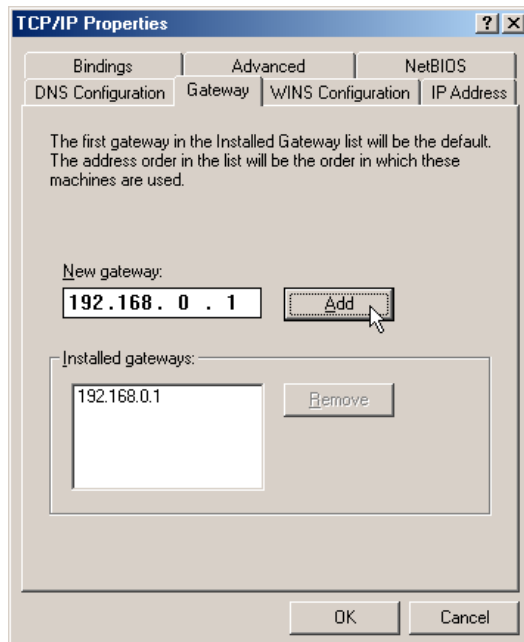 TCP/IP Properties
Bindings
Advanced
NetBIOS
DNS Configuration
Gateway
WINS Configuration
IP Address
The first gateway in the Installed Gateway list will be the default.
The address order in the list will be the order in which these
machines are used.
New gateway:
192.168. 0 . 1
Add
Installed gateways:
192.168.0.1
Remove
OK
Cancel